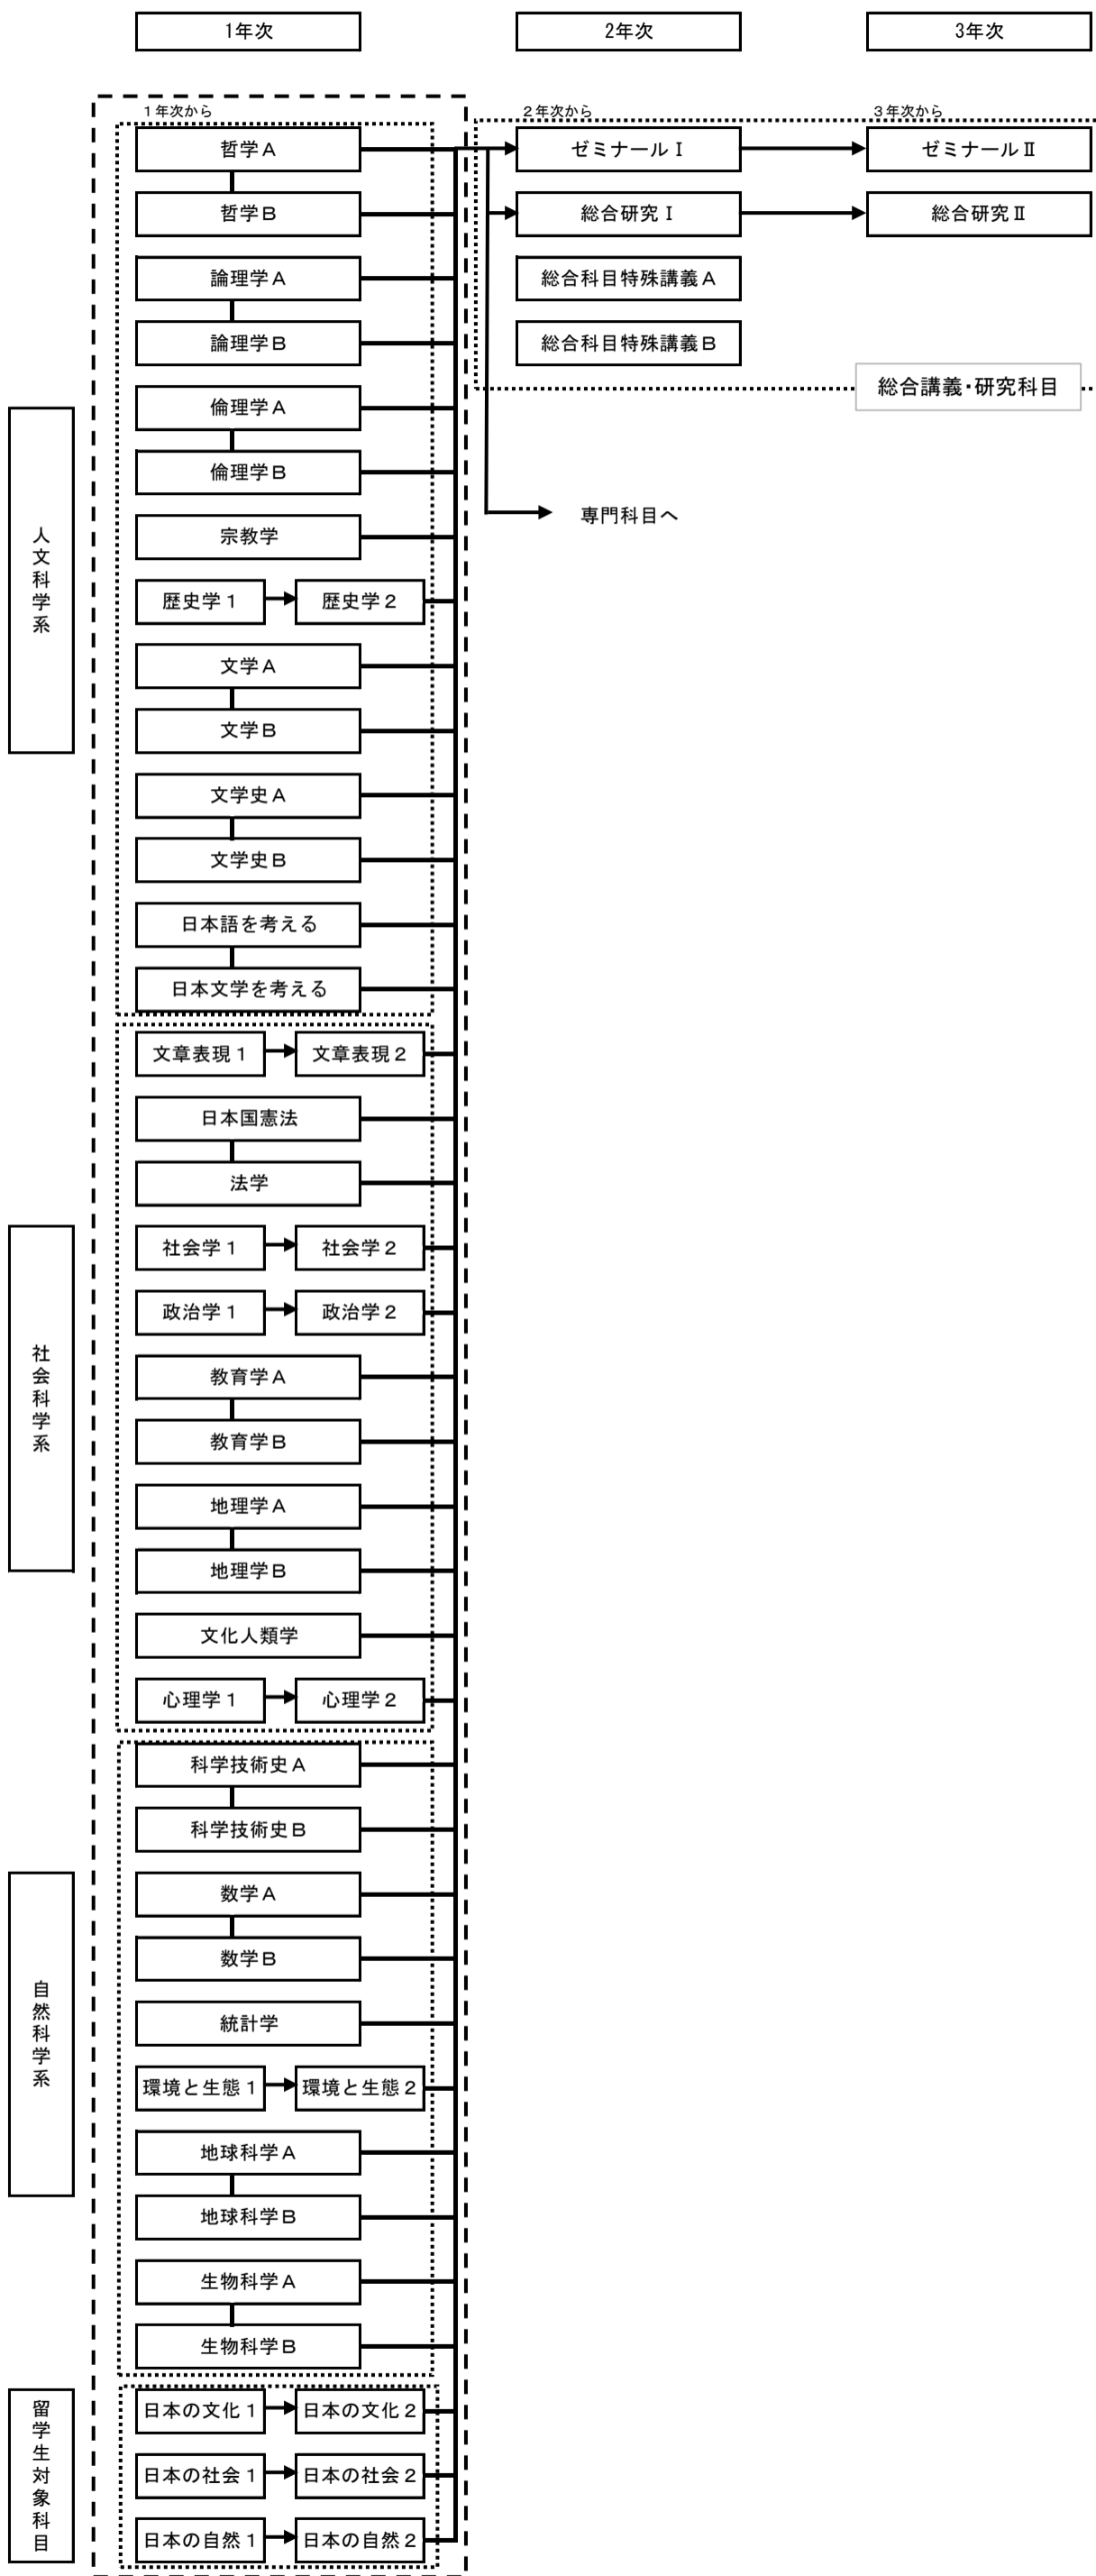 1年次
2年次
3年次
１年次から
２年次から
３年次から
哲学Ａ
ゼミナールⅠ
ゼミナールⅡ
哲学Ｂ
総合研究Ⅰ
総合研究Ⅱ
論理学Ａ
総合科目特殊講義Ａ
論理学Ｂ
総合科目特殊講義Ｂ
総合講義・研究科目
倫理学Ａ
倫理学Ｂ
専門科目へ
人文科学系
宗教学
歴史学１
歴史学２
文学Ａ
文学Ｂ
文学史Ａ
文学史Ｂ
日本語を考える
日本文学を考える
文章表現１
文章表現２
日本国憲法
法学
社会科学系
社会学１
社会学２
政治学１
政治学２
教育学Ａ
教育学Ｂ
地理学Ａ
地理学Ｂ
文化人類学
心理学１
心理学２
科学技術史Ａ
科学技術史Ｂ
自然科学系
数学Ａ
数学Ｂ
統計学
環境と生態１
環境と生態２
地球科学Ａ
地球科学Ｂ
生物科学Ａ
生物科学Ｂ
留学生対象科目
日本の文化１
日本の文化２
日本の社会１
日本の社会２
日本の自然１
日本の自然２